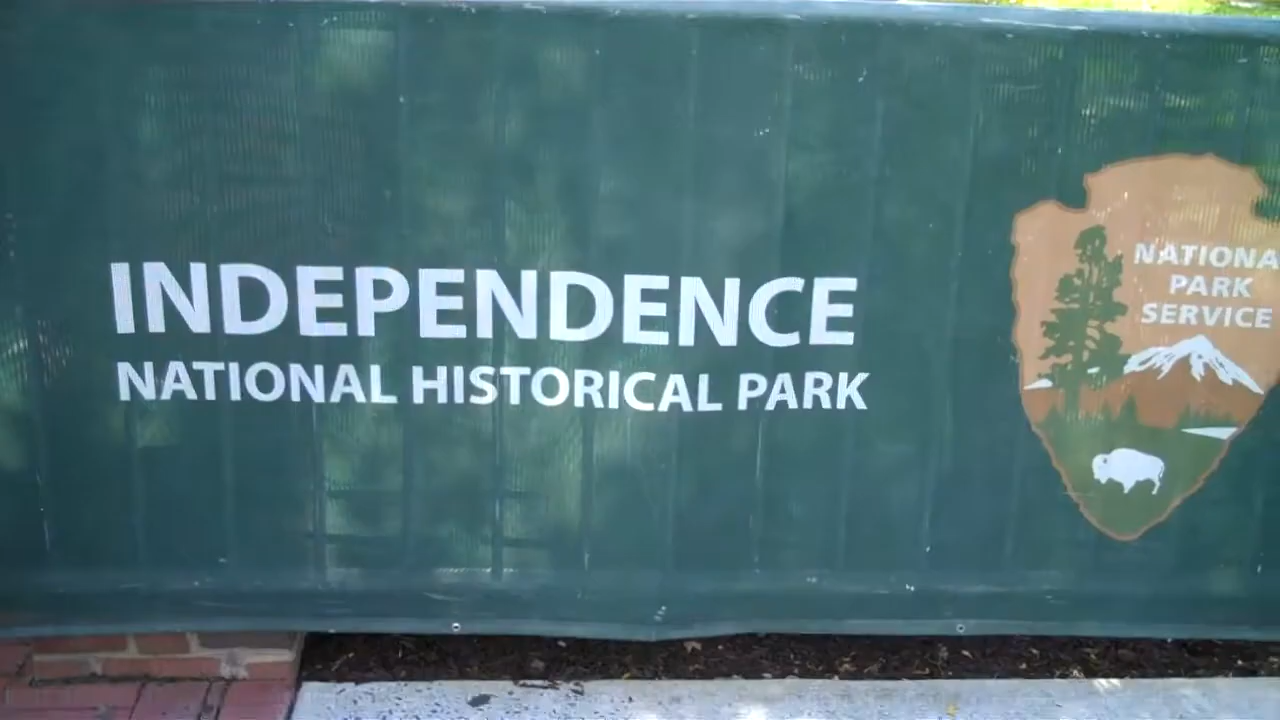 INDEPENDENCE
NATIONAL HISTORICAL PARK
NATIONA
PARK
SERVICE